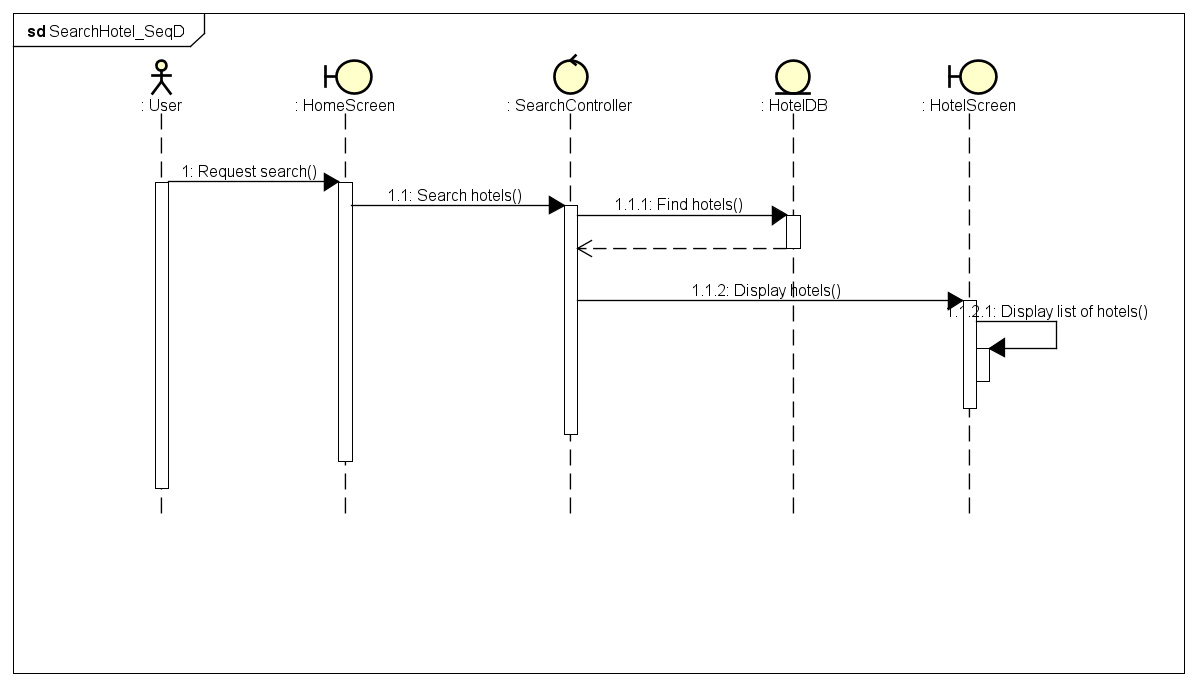 sd SearchHotel_SeqD
: User
: HomeScreen
: SearchController
: HotelDB
: HotelScreen
1: Request search()
1.1: Search hotels()
1.1.1: Find hotels()
1.1.2: Display hotels()
1.1.2.1: Display list of hotels()